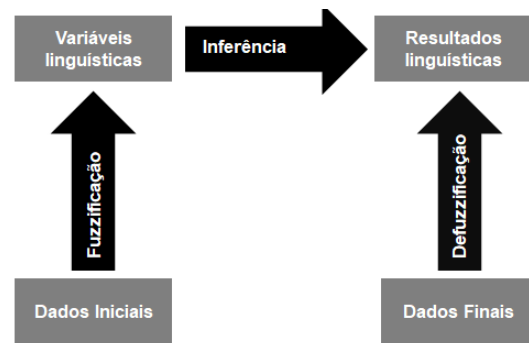 Variáveis
linguísticas
Inferência
Resultados
linguísticas
Fuzzificação
Defuzzificação
Dados Iniciais
Dados Finais